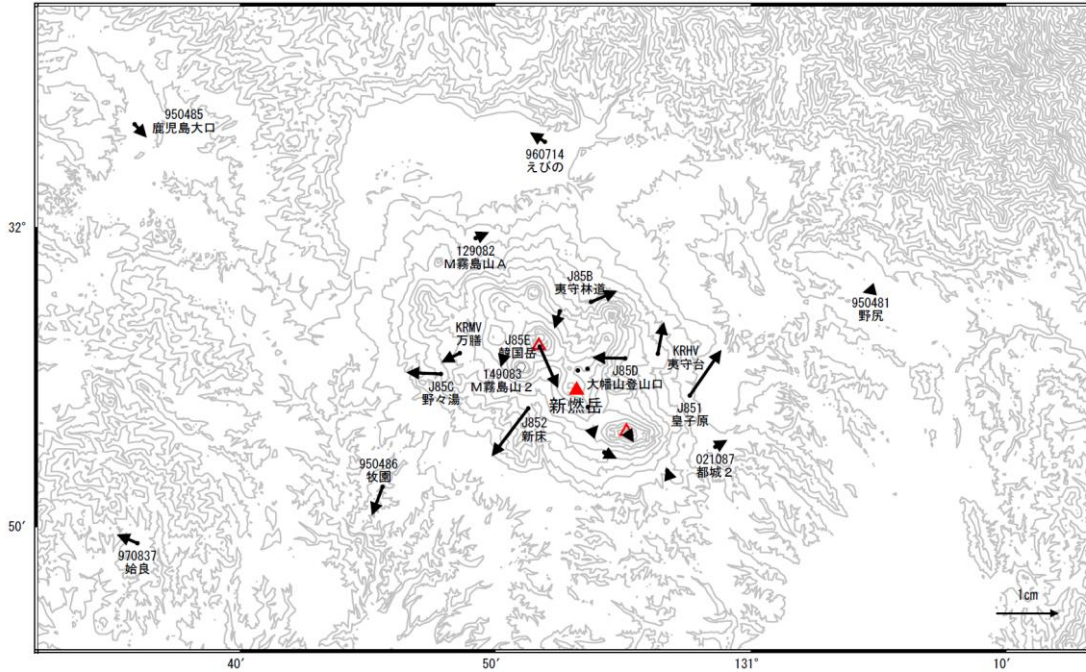 950485
鹿児島大口
960714
えびの
32°
129082
M霧島山A
J85B
夷守林道
950481
野尻
KRMV
万膳
J85E
韓国岳
KRHV
夷守台
149083
M霧島山2
J85D
大幡山登山口
J85C
野々湯
新燃岳
J851
皇子原
J852
新床
021087
都城2
950486
牧園
50'
970837
姶良
1cm
40'
50'
131°
10'